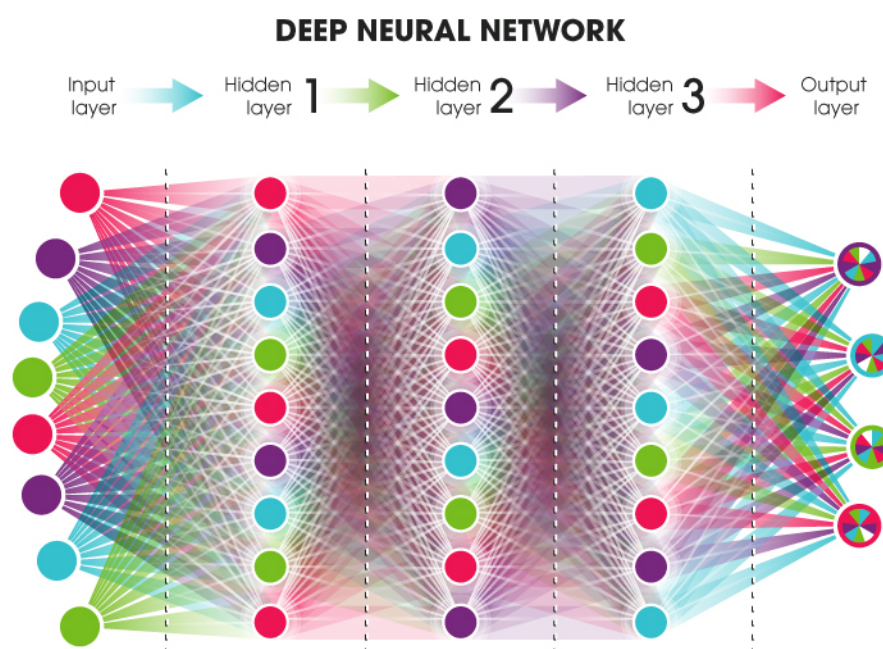 DEEP NEURAL NETWORK
Input layer
Hidden layer 1
Hidden layer 2
Hidden layer 3
Output layer